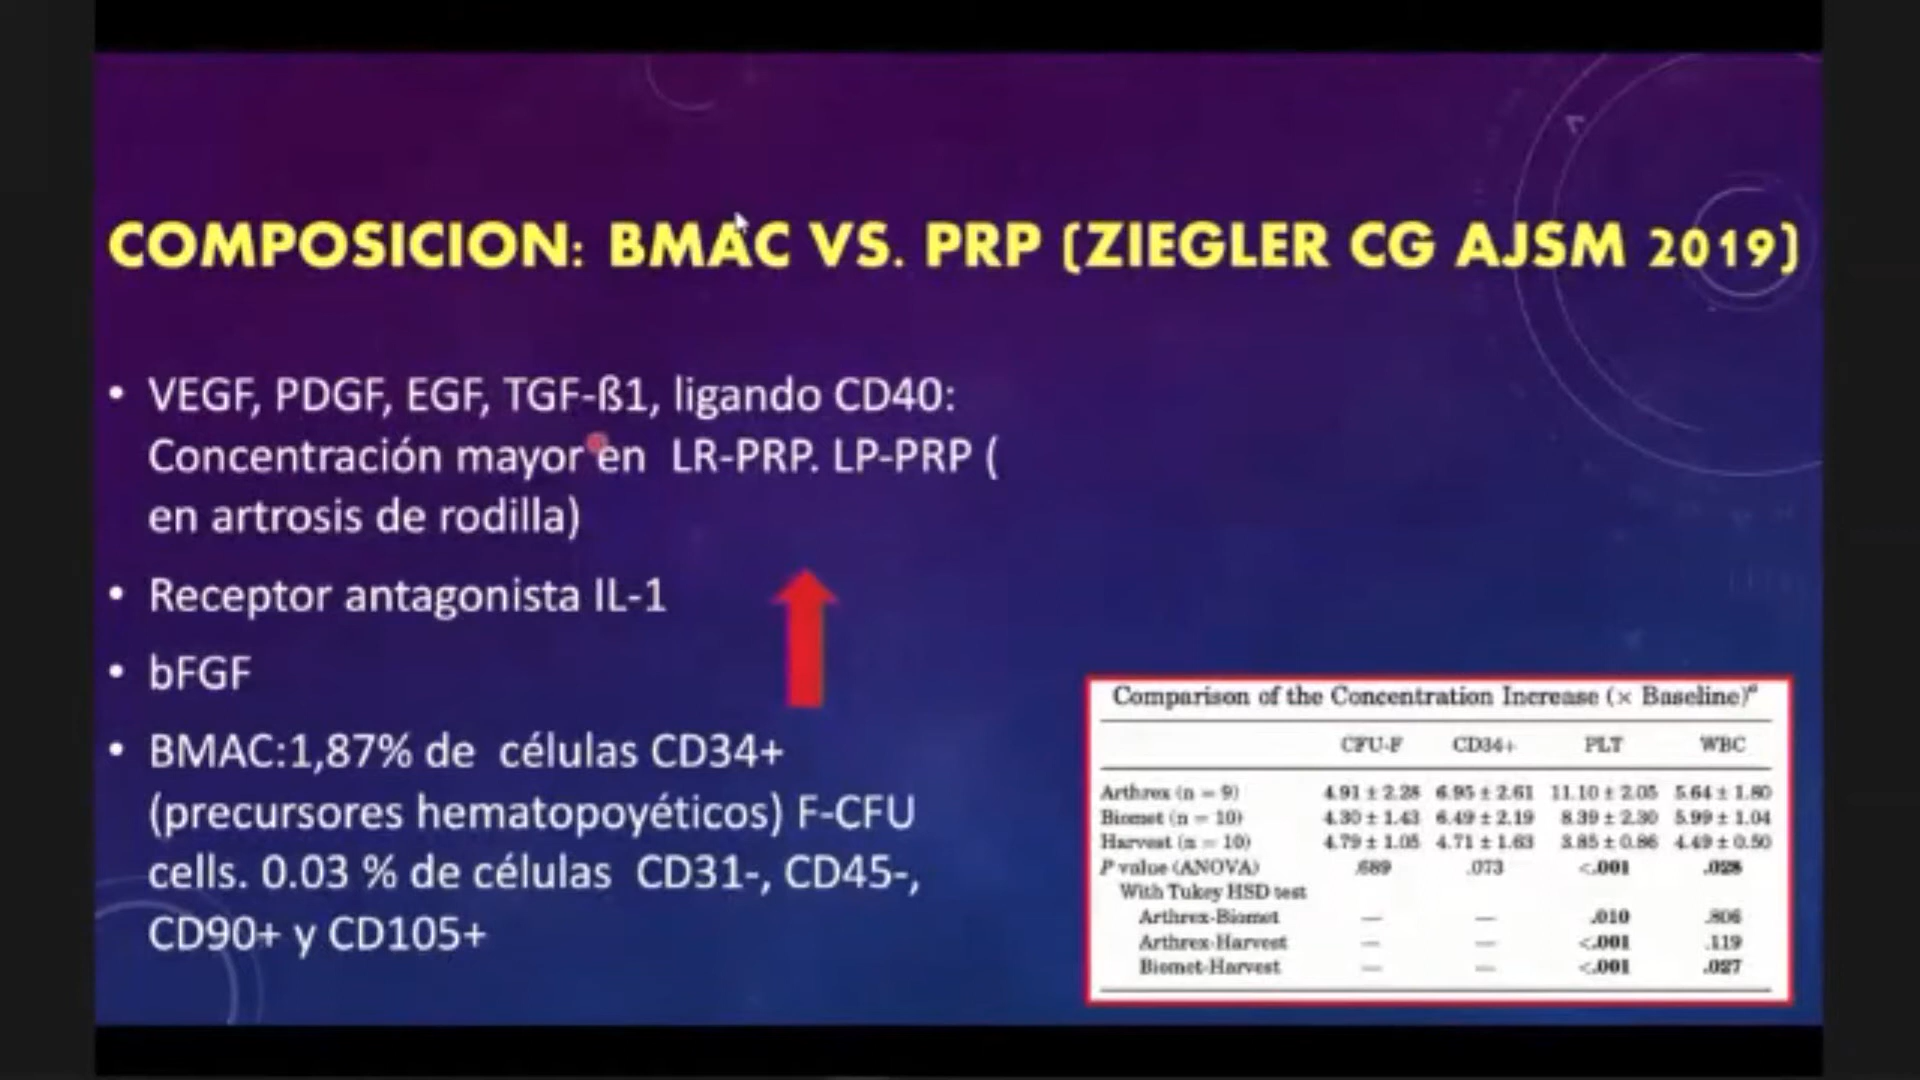 COMPOSICION: BMAC VS. PRP (ZIEGLER CG AJSM 2019)
• VEGF, PDGF, EGF, TGF-ß1, ligando CD40:
Concentración mayor en LR-PRP. LP-PRP (
en artrosis de rodilla)
• Receptor antagonista IL-1
• bFGF
• BMAC:1,87% de células CD34+
(precursores hematopoyéticos) F-CFU
cells. 0.03 % de células CD31-, CD45-,
CD90+ y CD105+
Comparison of the Concentration Increase (× Baseline)ª
CFU-F CD34+ PLT WBC
Arthrex (n = 9) 4.91 ± 2.28 6.95 ± 2.61 11.10 ± 2.05 5.64 ± 1.80
Biomet (n = 10) 4.30 ± 1.43 6.49 ± 2.19 8.39 ± 2.30 5.99 ± 1.04
Harvest (n = 10) 4.79 ± 1.05 4.71 ± 1.63 3.85 ± 0.86 4.49 ± 0.50
P value (ANOVA) .689 .073 <.001 .028
With Tukey HSD test
Arthrex-Biomet — — .010 .806
Arthrex-Harvest — — <.001 .119
Biomet-Harvest — — <.001 .027